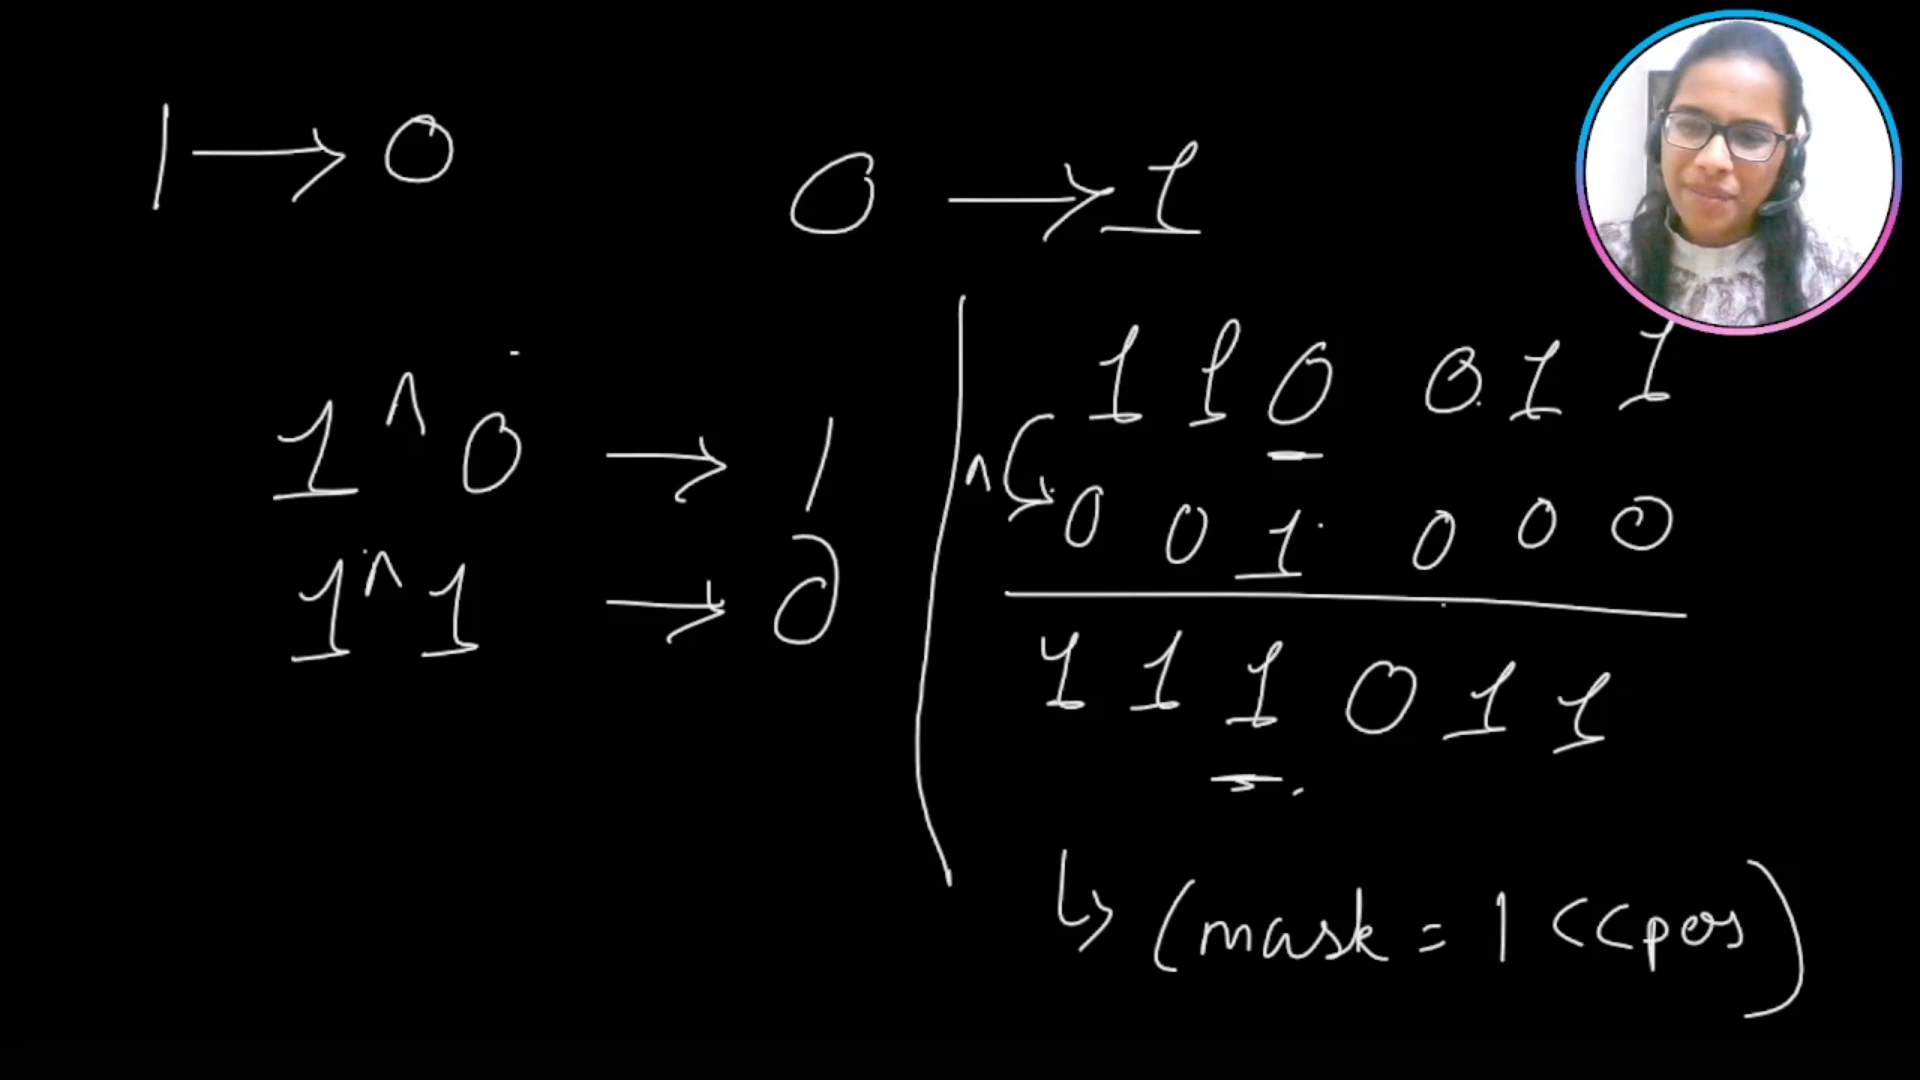 1 → 0
0 → 1
1 ^ 0 → 1
1 ^ 1 → 0
1 1 0 0 1 1
^ 0 0 1 0 0 0
1 1 1 0 1 1
↳ (mask = 1 << pos)